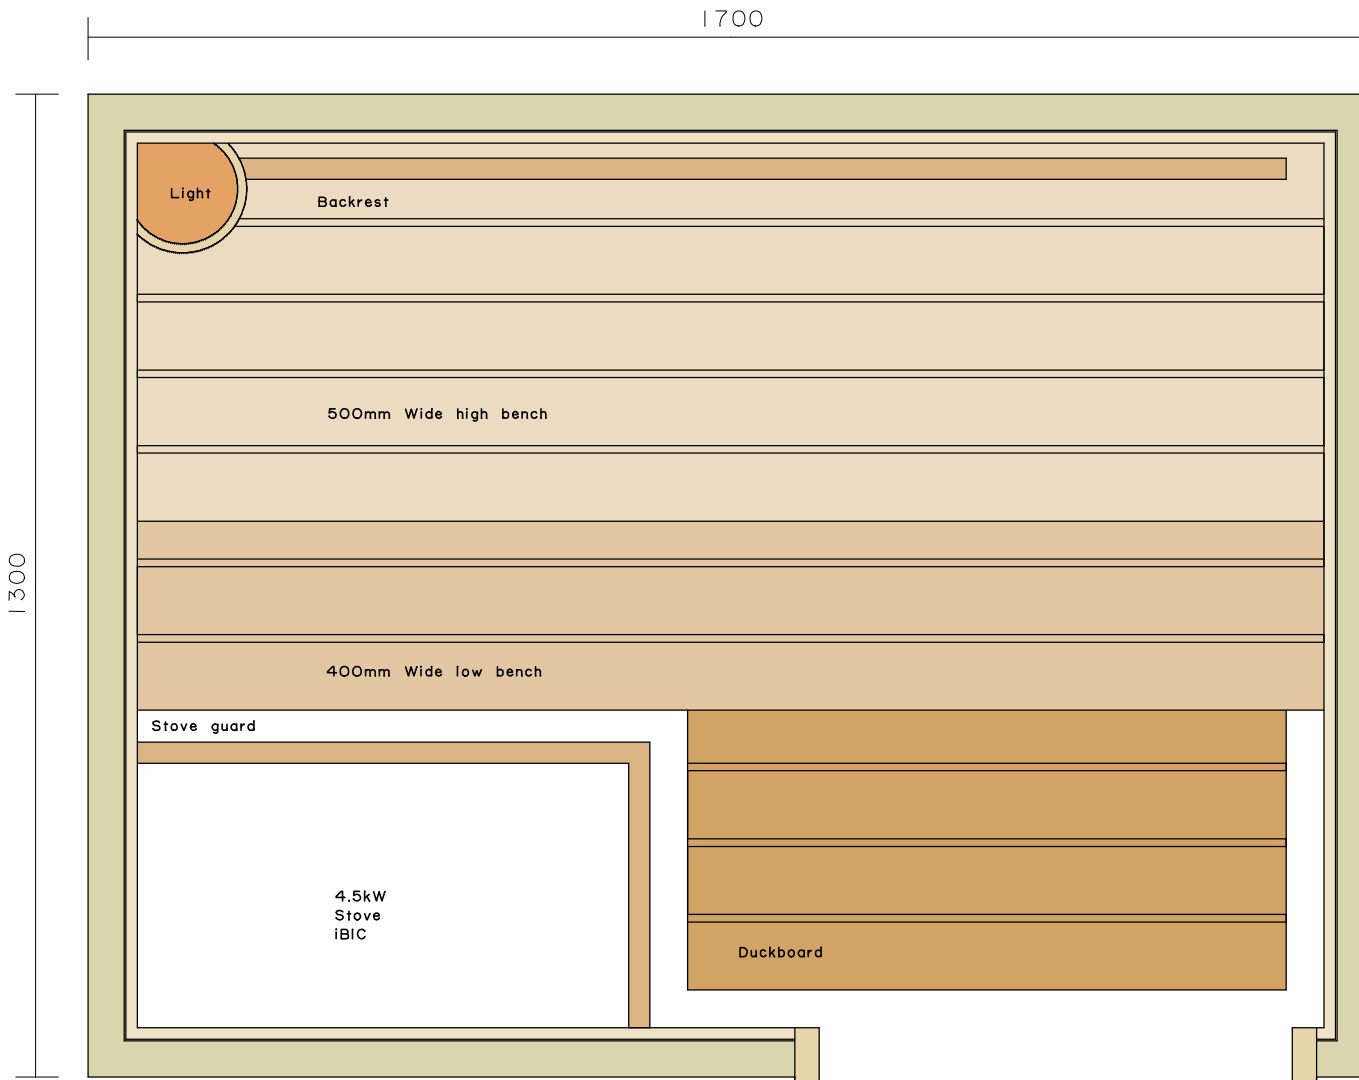 1700
Light
Backrest
500mm Wide high bench
1300
400mm Wide low bench
Stove guard
4.5kW
Stove
iBIC
Duckboard